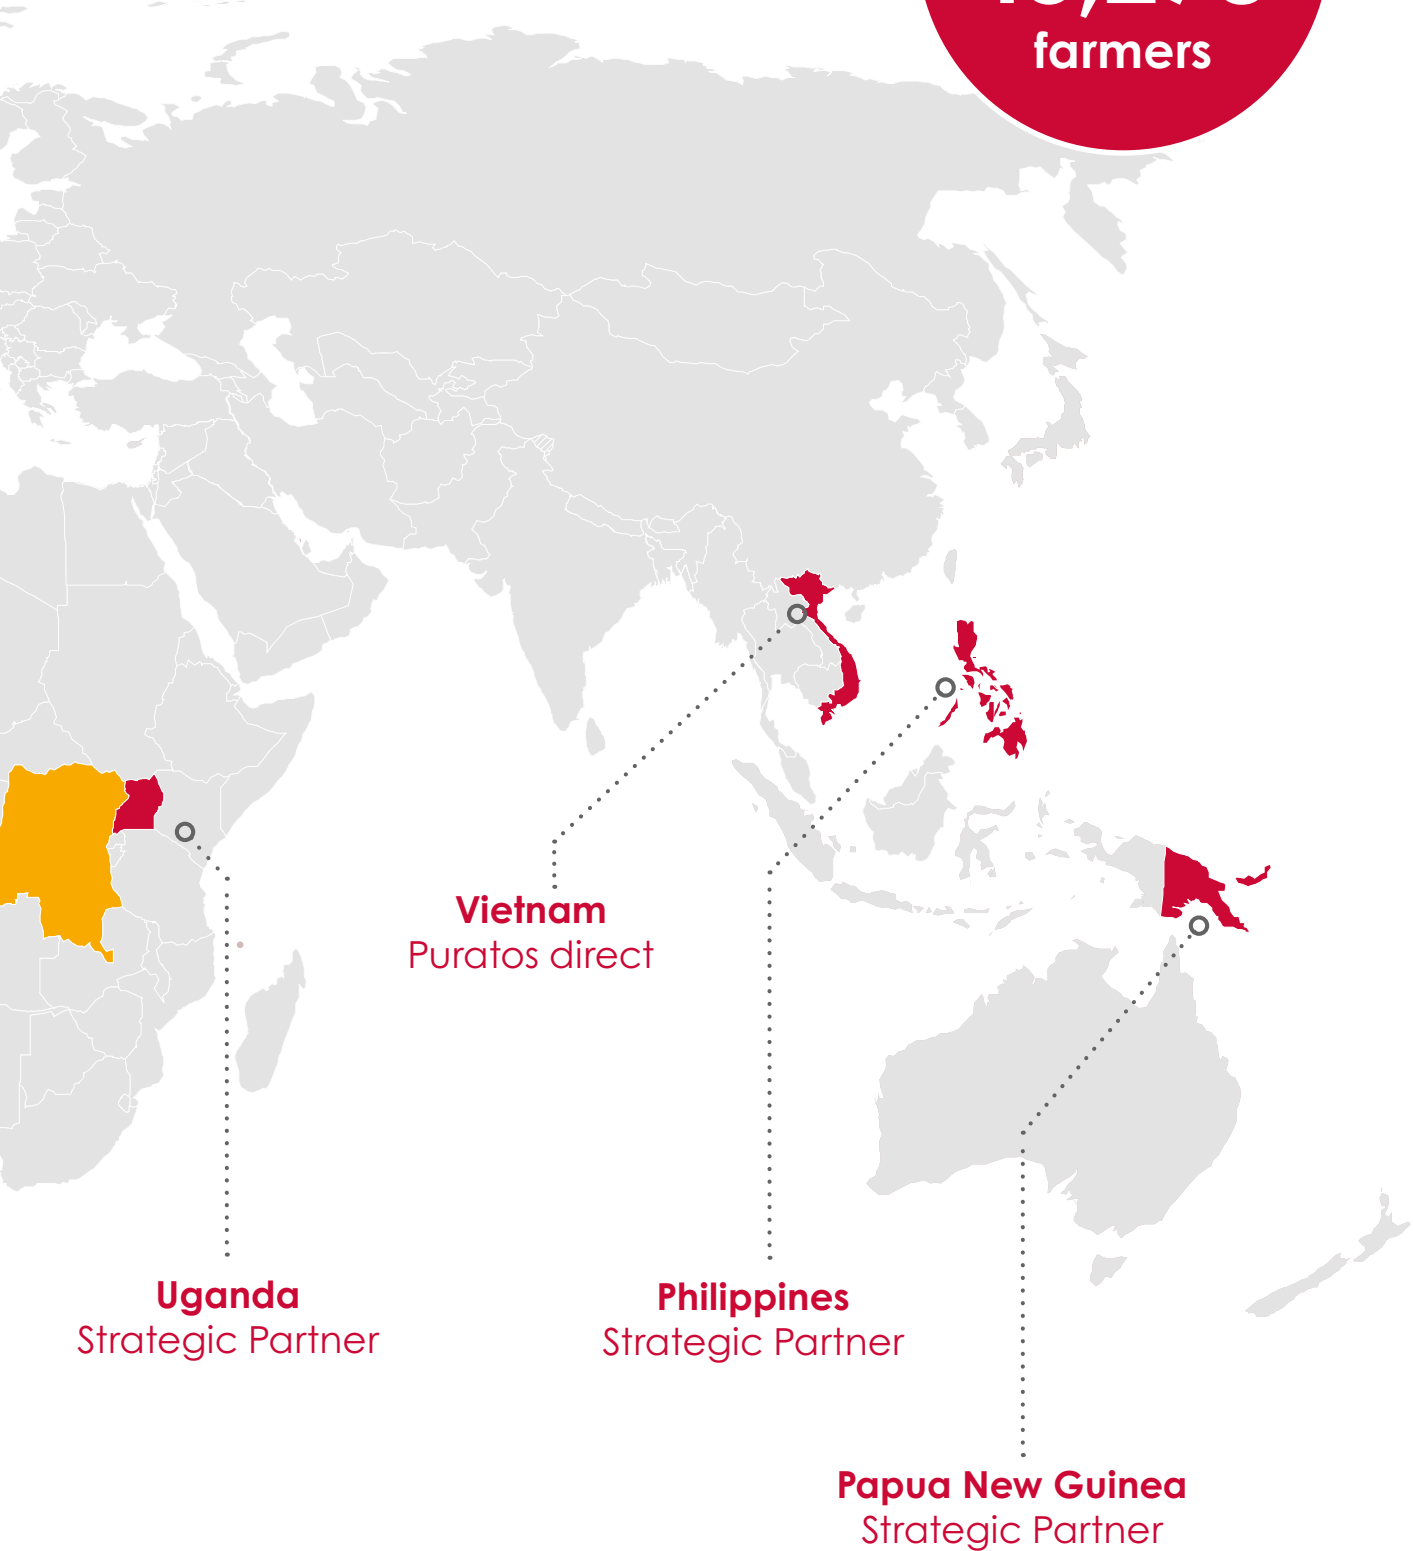 farmers
Vietnam
Puratos direct
Uganda
Strategic Partner
Philippines
Strategic Partner
Papua New Guinea
Strategic Partner